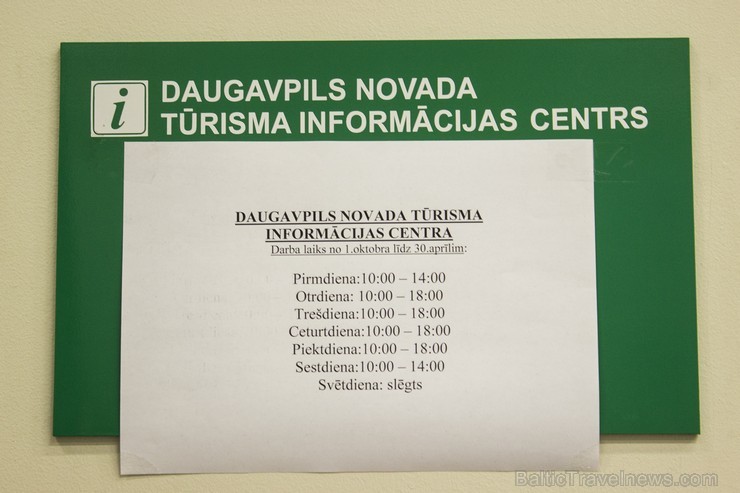 i DAUGAVPILS NOVADA
TŪRISMA INFORMĀCIJAS CENTRS
DAUGAVPILS NOVADA TŪRISMA
INFORMĀCIJAS CENTRA
Darba laiks no 1.oktobra līdz 30.aprīlim:
Pirmdiena:10:00 – 14:00
Otrdiena: 10:00 – 18:00
Trešdiena:10:00 – 18:00
Ceturtdiena:10:00 – 18:00
Piektdiena:10:00 – 18:00
Sestdiena:10:00 – 14:00
Svētdiena: slēgts
BalticTravelnews.com